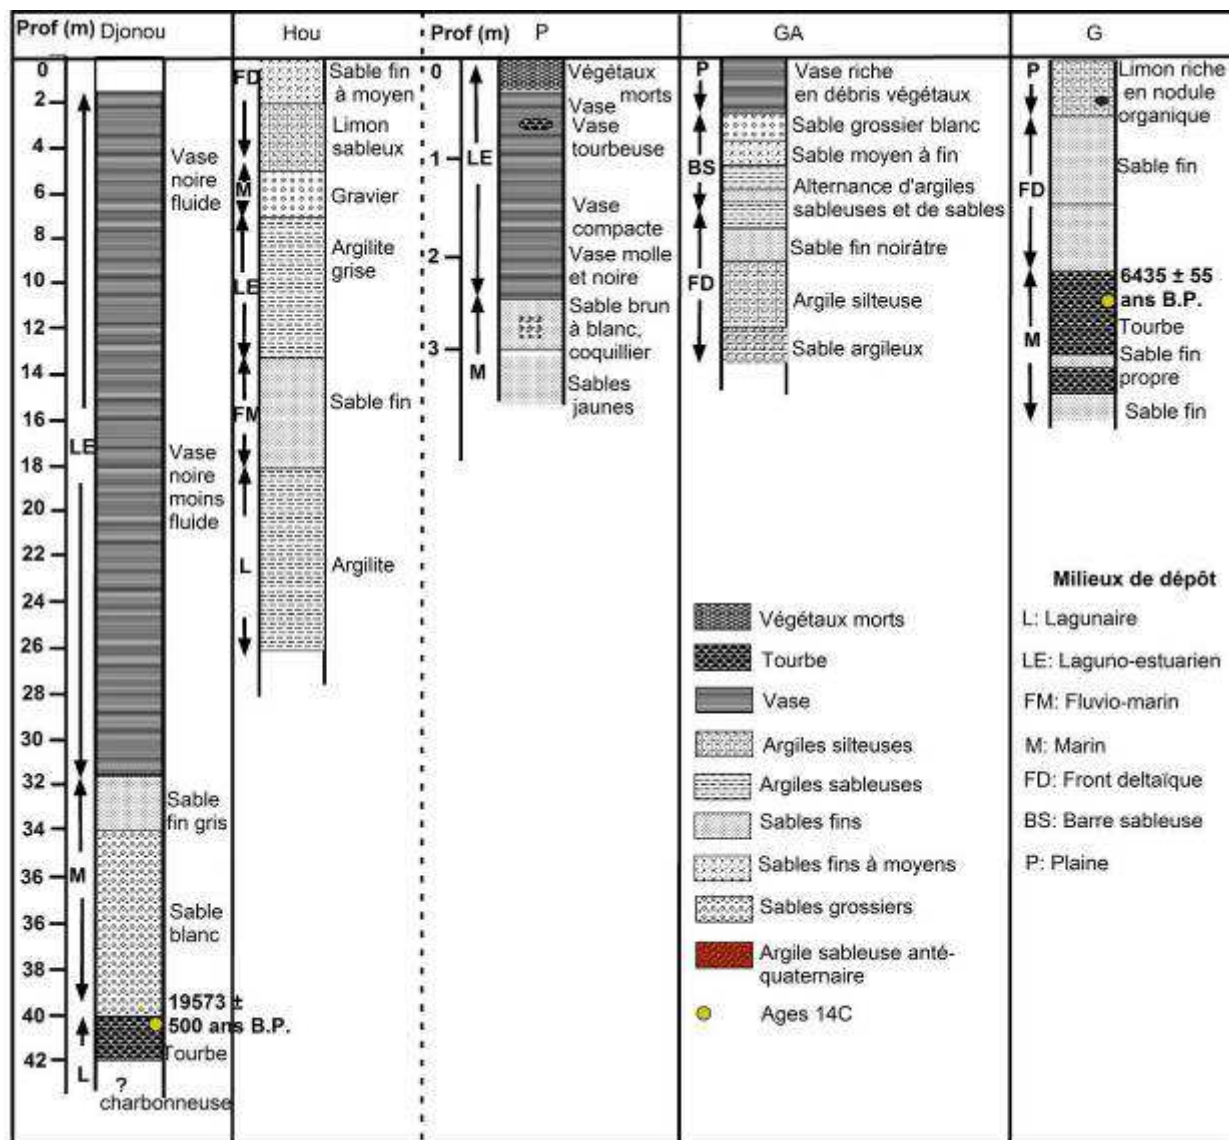 Prof (m) Djonou
Hou
Prof (m) P
GA
G
0
2
4
6
8
10
12
14
16
18
20
22
24
26
28
30
32
34
36
36
38
40
42
LE
M
L
Vase
noire
fluide
Vase
noire
moins
fluide
Sable
fin gris
Sable
blanc
19573 ±
500 ans B.P.
Tourbe
?
charbonneuse
FD
M
LE
FM
L
Sable fin
à moyen
Limon
sableux
Gravier
Argilite
grise
Sable fin
Argilite
0
1
2
3
LE
M
Végétaux
morts
Vase
Vase
tourbeuse
Vase
compacte
Vase molle
et noire
Sable brun
à blanc,
coquillier
Sables
jaunes
P
BS
FD
Vase riche
en débris végétaux
Sable grossier blanc
Sable moyen à fin
Alternance d'argiles
sableuses et de sables
Sable fin noirâtre
Argile silteuse
Sable argileux
P
FD
M
Limon riche
en nodule
organique
Sable fin
6435 ± 55
ans B.P.
Tourbe
Sable fin
propre
Sable fin
Végétaux morts
Tourbe
Vase
Argiles silteuses
Argiles sableuses
Sables fins
Sables fins à moyens
Sables grossiers
Argile sableuse anté-
quaternaire
Ages 14C
Milieux de dépôt
L: Lagunaire
LE: Laguno-estuarien
FM: Fluvio-marin
M: Marin
FD: Front deltaïque
BS: Barre sableuse
P: Plaine